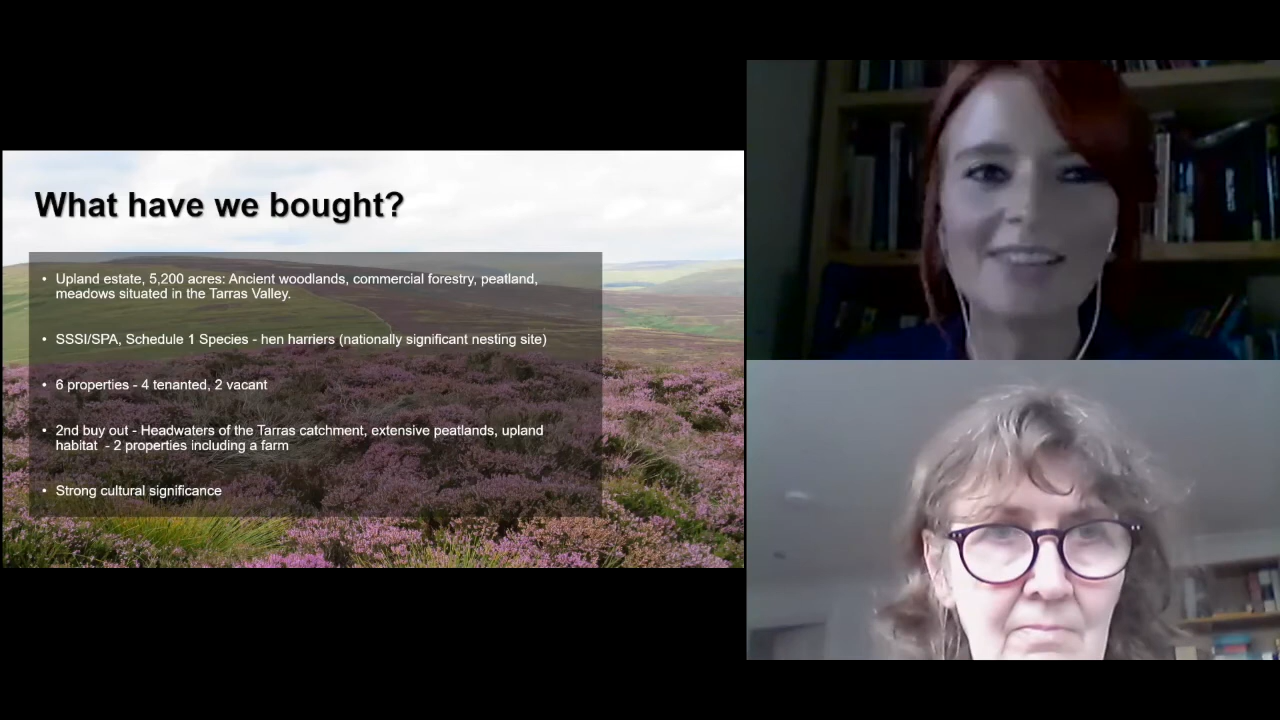 What have we bought?
• Upland estate, 5,200 acres: Ancient woodlands, commercial forestry, peatland,
meadows situated in the Tarras Valley.
• SSSI/SPA, Schedule 1 Species - hen harriers (nationally significant nesting site)
• 6 properties - 4 tenanted, 2 vacant
• 2nd buy out - Headwaters of the Tarras catchment, extensive peatlands, upland
habitat - 2 properties including a farm
• Strong cultural significance